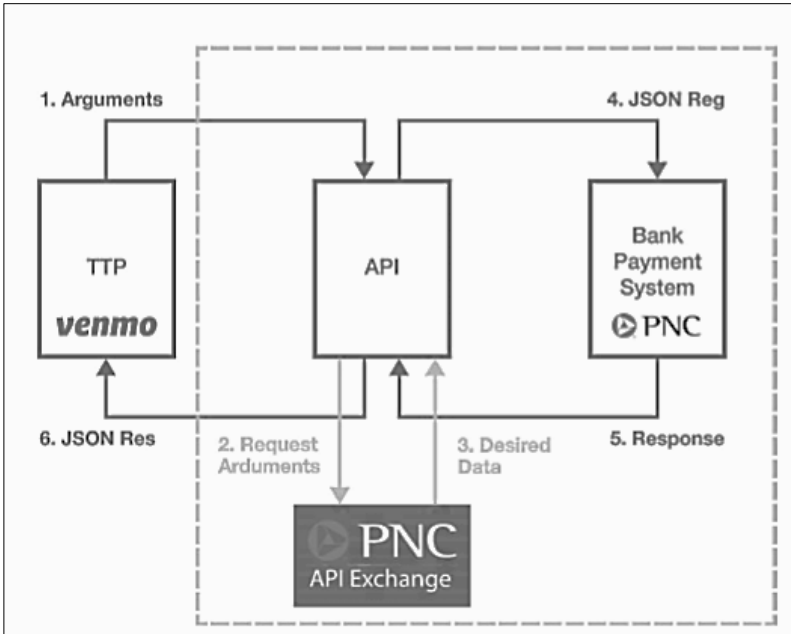 1. Arguments
4. JSON Reg
TTP
venmo
API
Bank
Payment
System
PNC
6. JSON Res
2. Request
Arduments
3. Desired
Data
5. Response
PNC
API Exchange